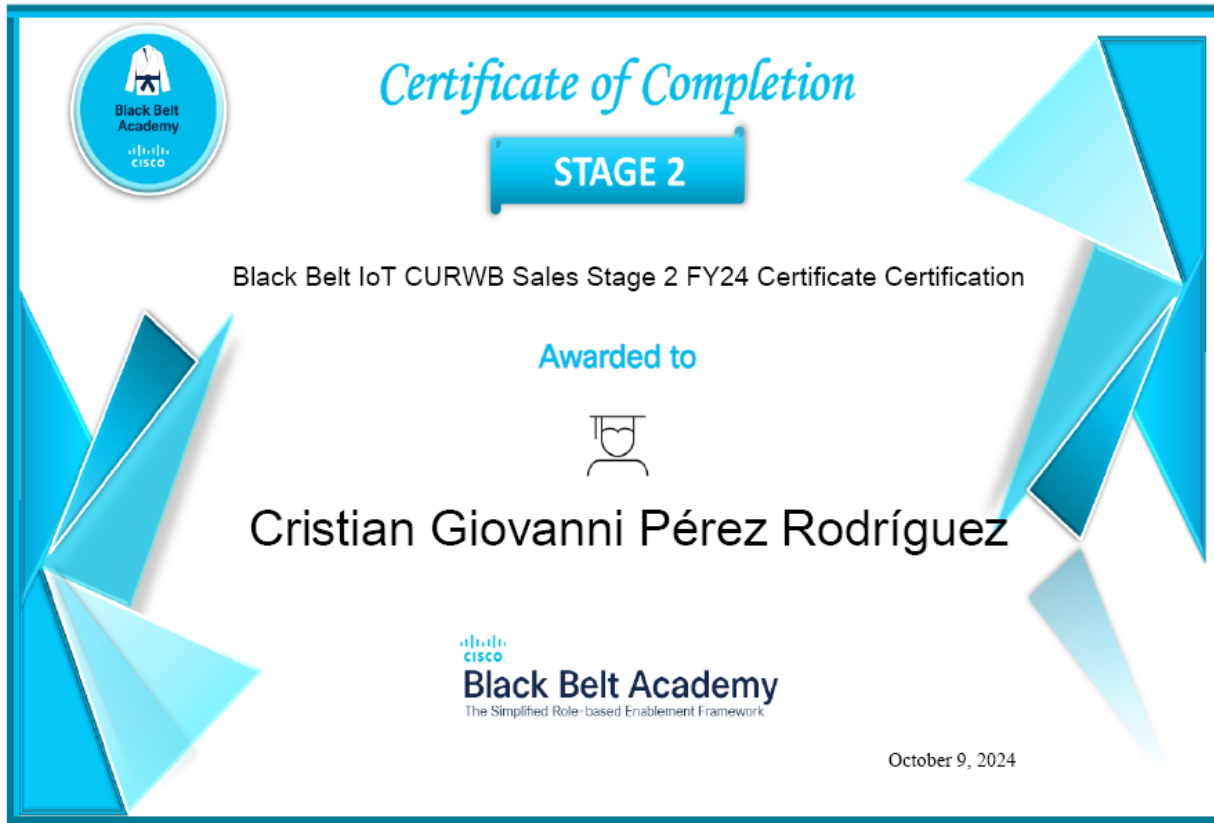 Black Belt
Academy
CISCO
Certificate of Completion
STAGE 2
Black Belt IoT CURWB Sales Stage 2 FY24 Certificate Certification
Awarded to
Cristian Giovanni Pérez Rodríguez
CISCO
Black Belt Academy
The Simplified Role-based Enablement Framework
October 9, 2024